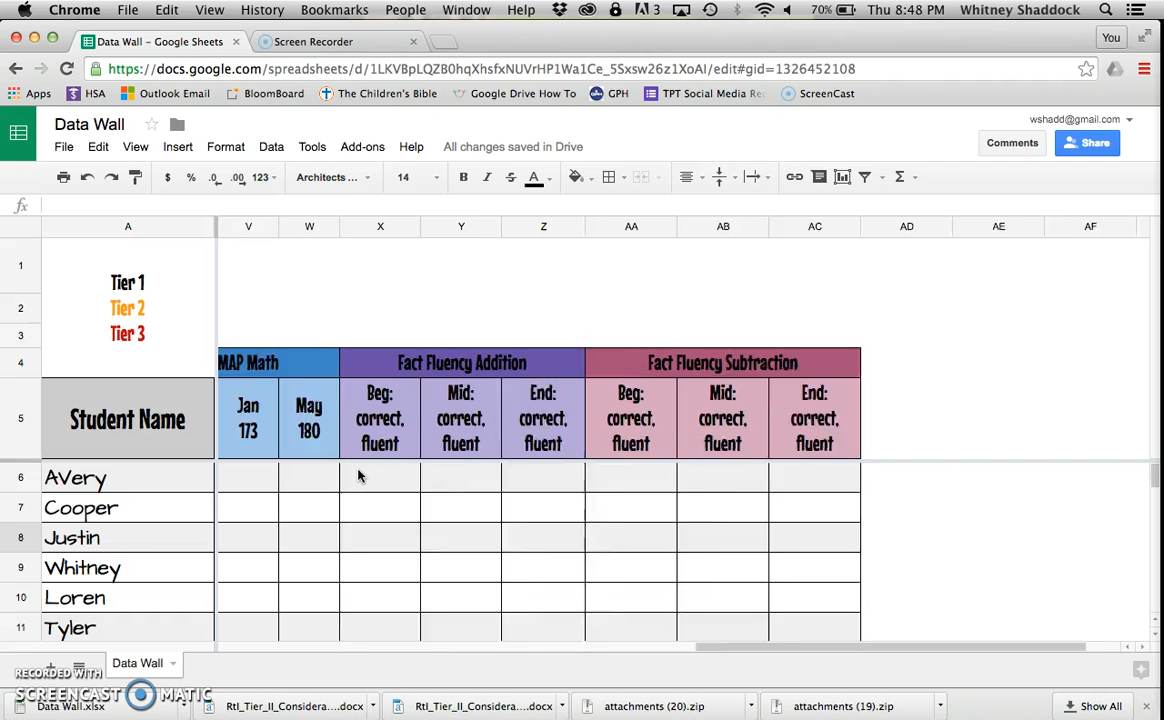 Chrome File Edit View History Bookmarks People Window Help 3 70% Thu 8:48 PM Whitney Shaddock
Data Wall – Google Sheets × Screen Recorder × You
https://docs.google.com/spreadsheets/d/1LKVBpLQZB0hqXhsfxNUVrHP1Wa1Ce_5Sxsw26z1XoAI/edit#gid=1326452108
Apps HSA Outlook Email BloomBoard The Children's Bible Google Drive How To GPH TPT Social Media Re ScreenCast
Data Wall wshadd@gmail.com
File Edit View Insert Format Data Tools Add-ons Help All changes saved in Drive Comments Share
$ % .0 .00 123 Architects ... 14 B I S A Σ
fx
A V W X Y Z AA AB AC AD AE AF
1
Tier 1
2 Tier 2
3 Tier 3
4 MAP Math Fact Fluency Addition Fact Fluency Subtraction
5 Student Name
Jan 173
May 180
Beg: correct, fluent
Mid: correct, fluent
End: correct, fluent
Beg: correct, fluent
Mid: correct, fluent
End: correct, fluent
6 AVery
7 Cooper
8 Justin
9 Whitney
10 Loren
11 Tyler
Data Wall
RECORDED WITH
SCREENCAST MATIC
Data Wall.xlsx RtI_Tier_II_Considera....docx RtI_Tier_II_Considera....docx attachments (20).zip attachments (19).zip Show All